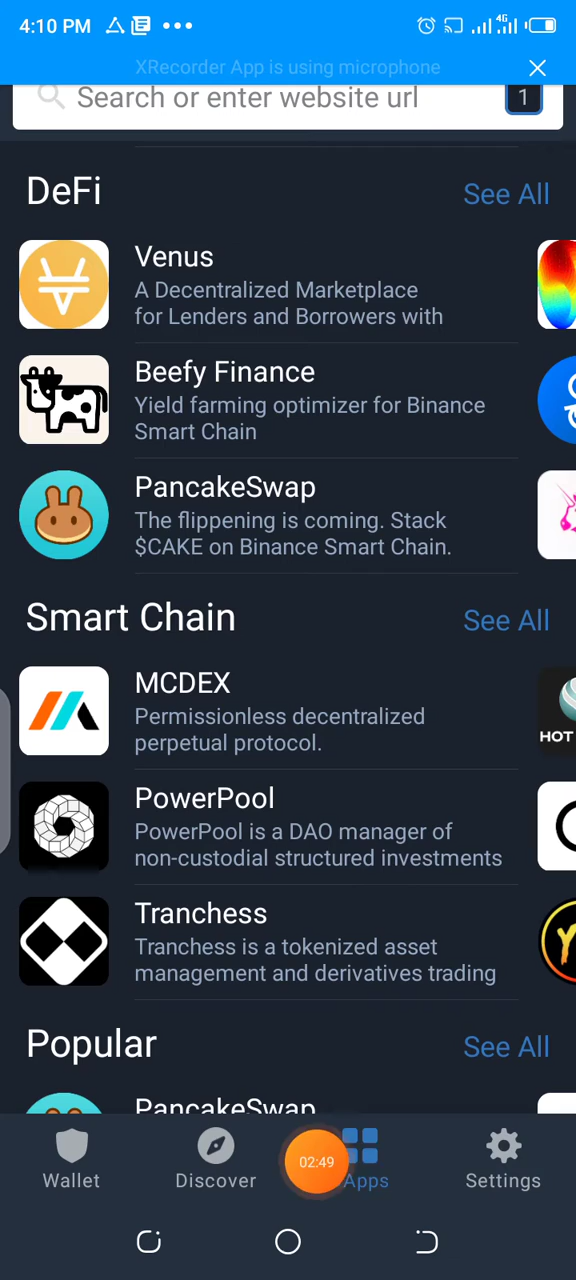 4:10 PM
4G
XRecorder App is using microphone
Search or enter website url
1
DeFi
See All
Venus
A Decentralized Marketplace
for Lenders and Borrowers with
Beefy Finance
Yield farming optimizer for Binance
Smart Chain
PancakeSwap
The flippening is coming. Stack
$CAKE on Binance Smart Chain.
Smart Chain
See All
MCDEX
Permissionless decentralized
perpetual protocol.
HOT
PowerPool
PowerPool is a DAO manager of
non-custodial structured investments
Tranchess
Tranchess is a tokenized asset
management and derivatives trading
Popular
See All
PancakeSwap
02:49
Wallet
Discover
Apps
Settings